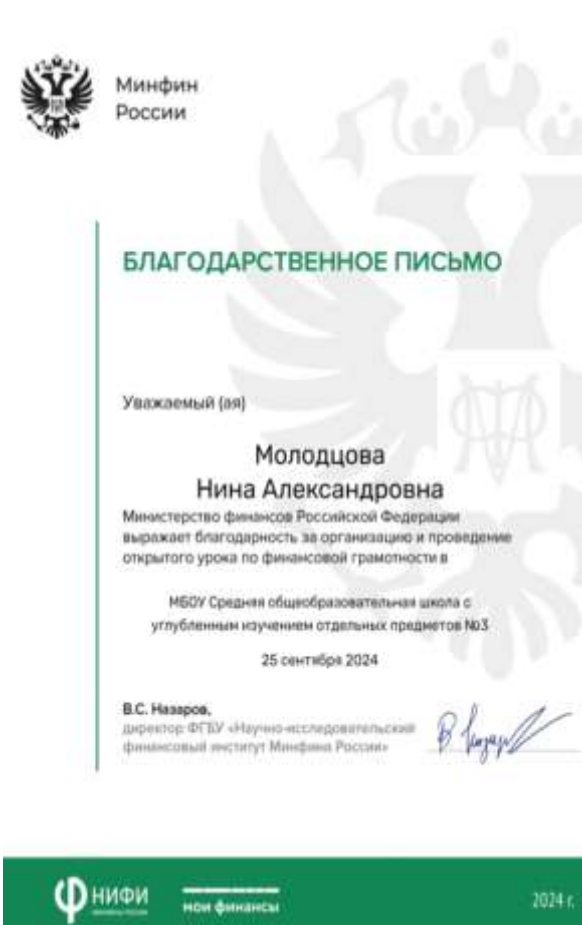 Минфин
России
БЛАГОДАРСТВЕННОЕ ПИСЬМО
Уважаемый (ая)
Молодцова
Нина Александровна
Министерство финансов Российской Федерации
выражает благодарность за организацию и проведение
открытого урока по финансовой грамотности в
МБОУ Средняя общеобразовательная школа с
углубленным изучением отдельных предметов №3
25 сентября 2024
В.С. Назаров,
директор ФГБУ «Научно-исследовательский
финансовый институт Минфина России»
В. Назаров
НИФИ
мои финансы
2024 г.